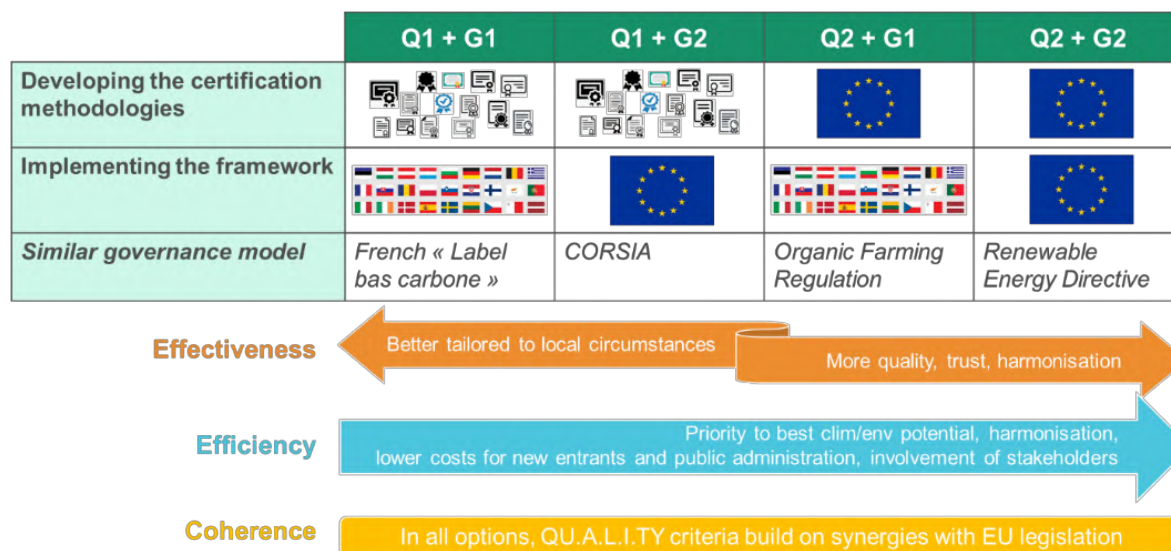 Q1 + G1
Q1 + G2
Q2 + G1
Q2 + G2
Developing the certification
methodologies
Implementing the framework
Similar governance model
French « Label
bas carbone »
CORSIA
Organic Farming
Regulation
Renewable
Energy Directive
Effectiveness
Better tailored to local circumstances
More quality, trust, harmonisation
Efficiency
Priority to best clim/env potential, harmonisation,
lower costs for new entrants and public administration, involvement of stakeholders
Coherence
In all options, QU.A.L.I.TY criteria build on synergies with EU legislation